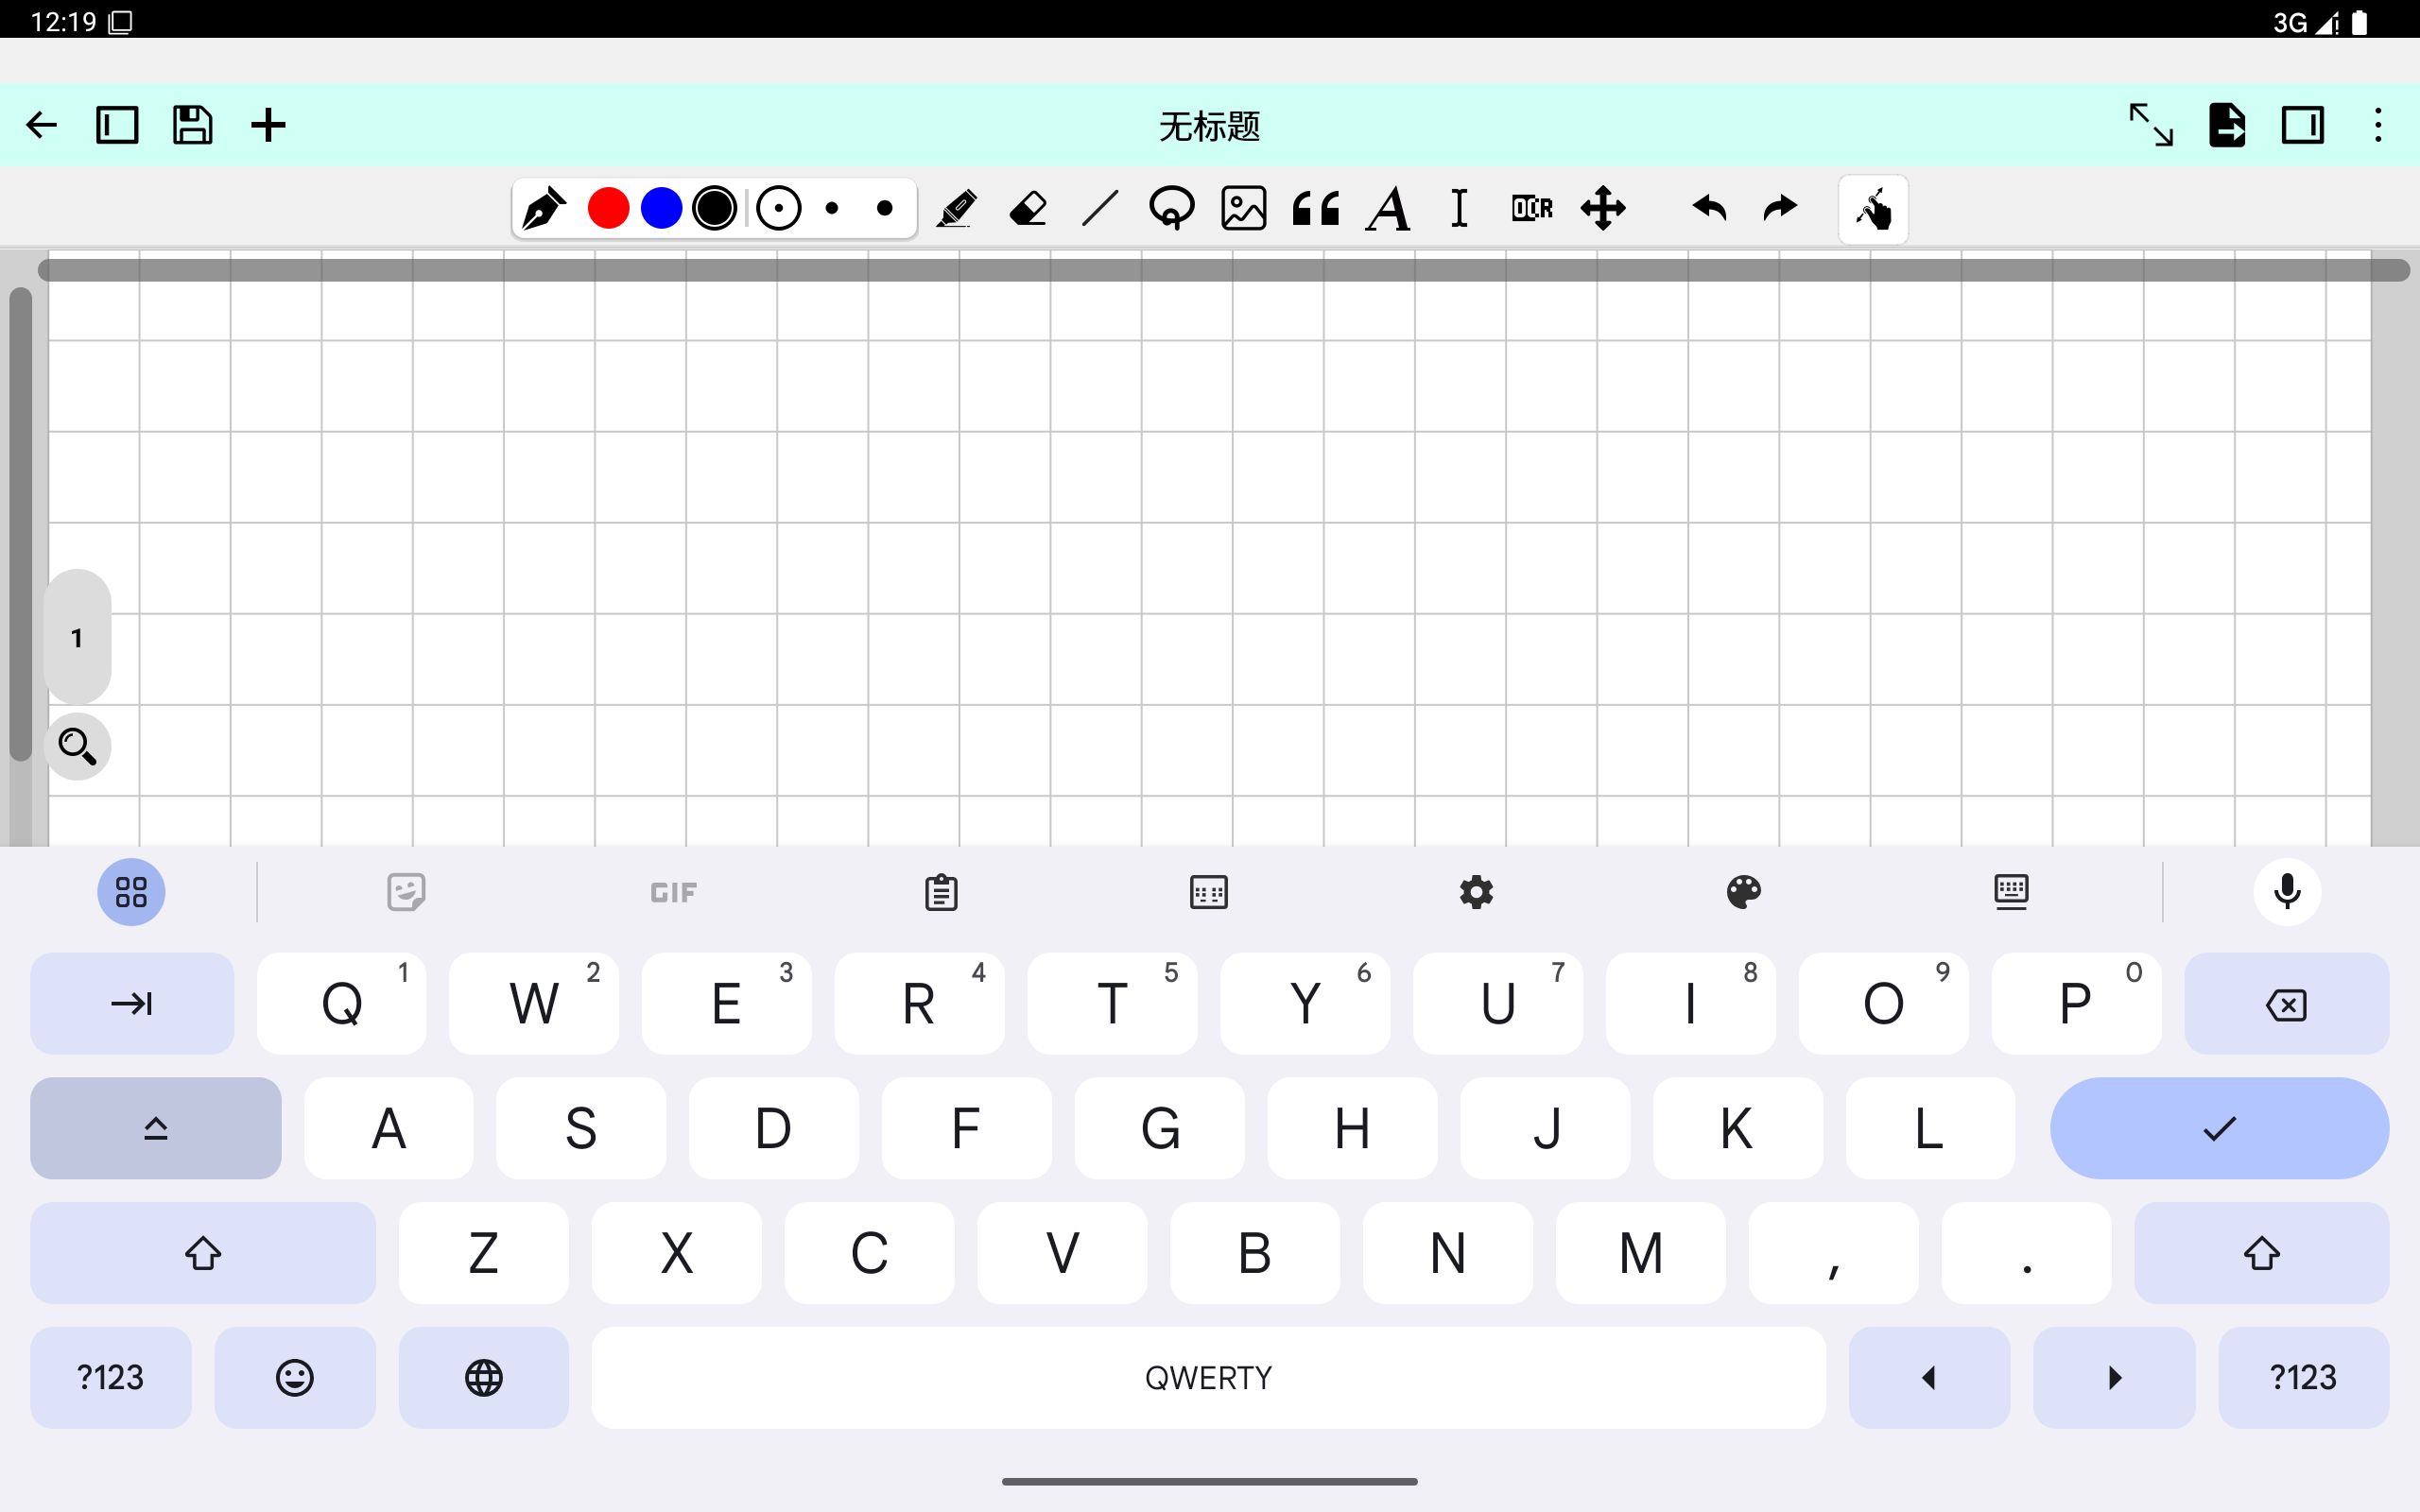 12:19 3G
无标题
OCR
1
GIF
Q 1 W 2 E 3 R 4 T 5 Y 6 U 7 I 8 O 9 P 0
A S D F G H J K L
Z X C V B N M , .
?123 QWERTY ?123